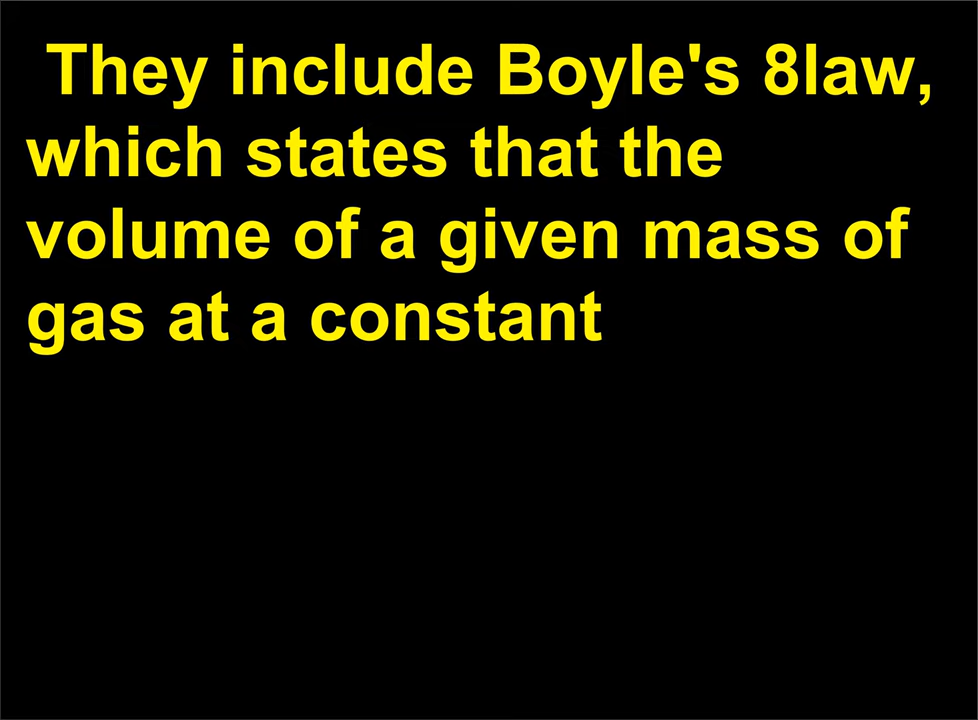 They include Boyle's 8law,
which states that the
volume of a given mass of
gas at a constant